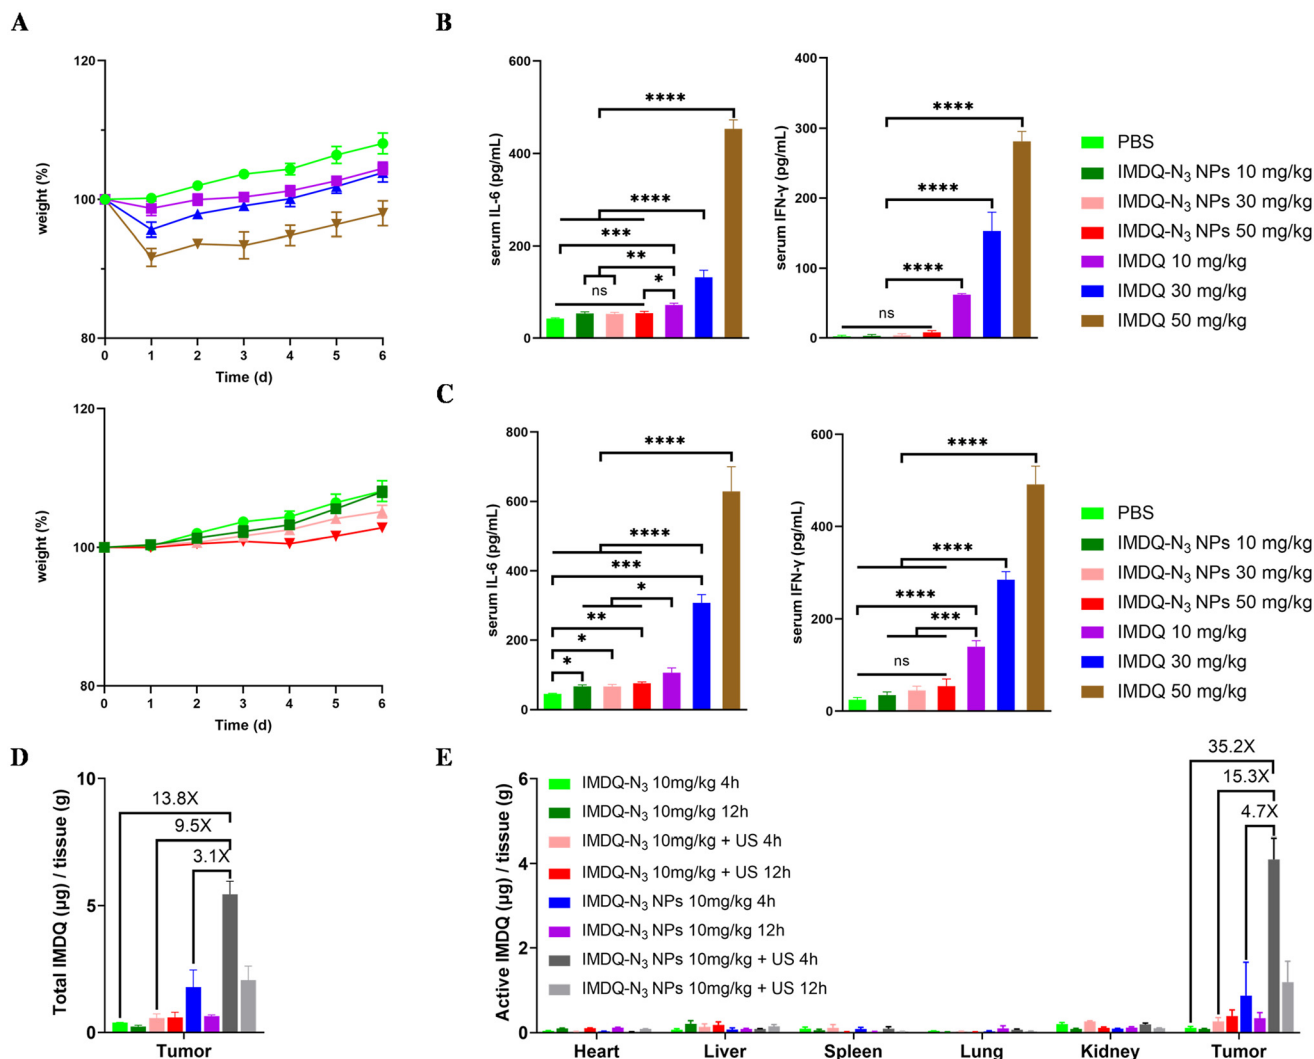 A
120
100
80
weight (%)
0 1 2 3 4 5 6
Time (d)
120
100
80
weight (%)
0 1 2 3 4 5 6
Time (d)
B
600
400
200
0
serum IL-6 (pg/mL)
****
****
***
**
ns
*
400
300
200
100
0
serum IFN-γ (pg/mL)
****
****
****
ns
PBS
IMDQ-N₃ NPs 10 mg/kg
IMDQ-N₃ NPs 30 mg/kg
IMDQ-N₃ NPs 50 mg/kg
IMDQ 10 mg/kg
IMDQ 30 mg/kg
IMDQ 50 mg/kg
C
800
600
400
200
0
serum IL-6 (pg/mL)
****
****
***
*
**
*
*
600
400
200
0
serum IFN-γ (pg/mL)
****
****
****
***
ns
PBS
IMDQ-N₃ NPs 10 mg/kg
IMDQ-N₃ NPs 30 mg/kg
IMDQ-N₃ NPs 50 mg/kg
IMDQ 10 mg/kg
IMDQ 30 mg/kg
IMDQ 50 mg/kg
D
10
5
0
Total IMDQ (μg) / tissue (g)
13.8X
9.5X
3.1X
Tumor
E
6
4
2
0
Active IMDQ (μg) / tissue (g)
IMDQ-N₃ 10mg/kg 4h
IMDQ-N₃ 10mg/kg 12h
IMDQ-N₃ 10mg/kg + US 4h
IMDQ-N₃ 10mg/kg + US 12h
IMDQ-N₃ NPs 10mg/kg 4h
IMDQ-N₃ NPs 10mg/kg 12h
IMDQ-N₃ NPs 10mg/kg + US 4h
IMDQ-N₃ NPs 10mg/kg + US 12h
35.2X
15.3X
4.7X
Heart Liver Spleen Lung Kidney Tumor